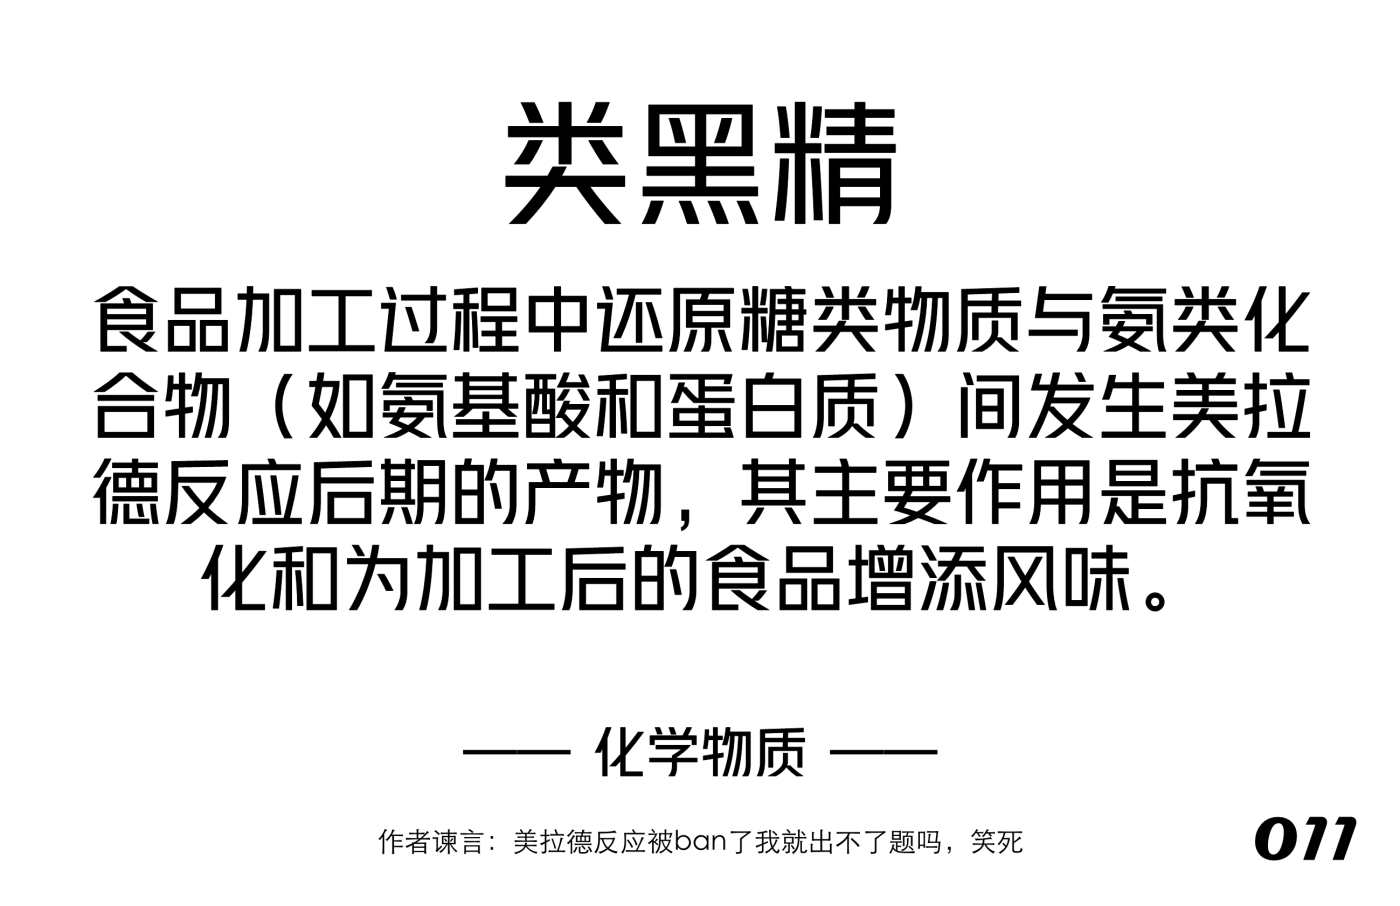 类黑精
食品加工过程中还原糖类物质与氨类化
合物（如氨基酸和蛋白质）间发生美拉
德反应后期的产物，其主要作用是抗氧
化和为加工后的食品增添风味。
—— 化学物质 ——
作者谏言：美拉德反应被ban了我就出不了题吗，笑死
011